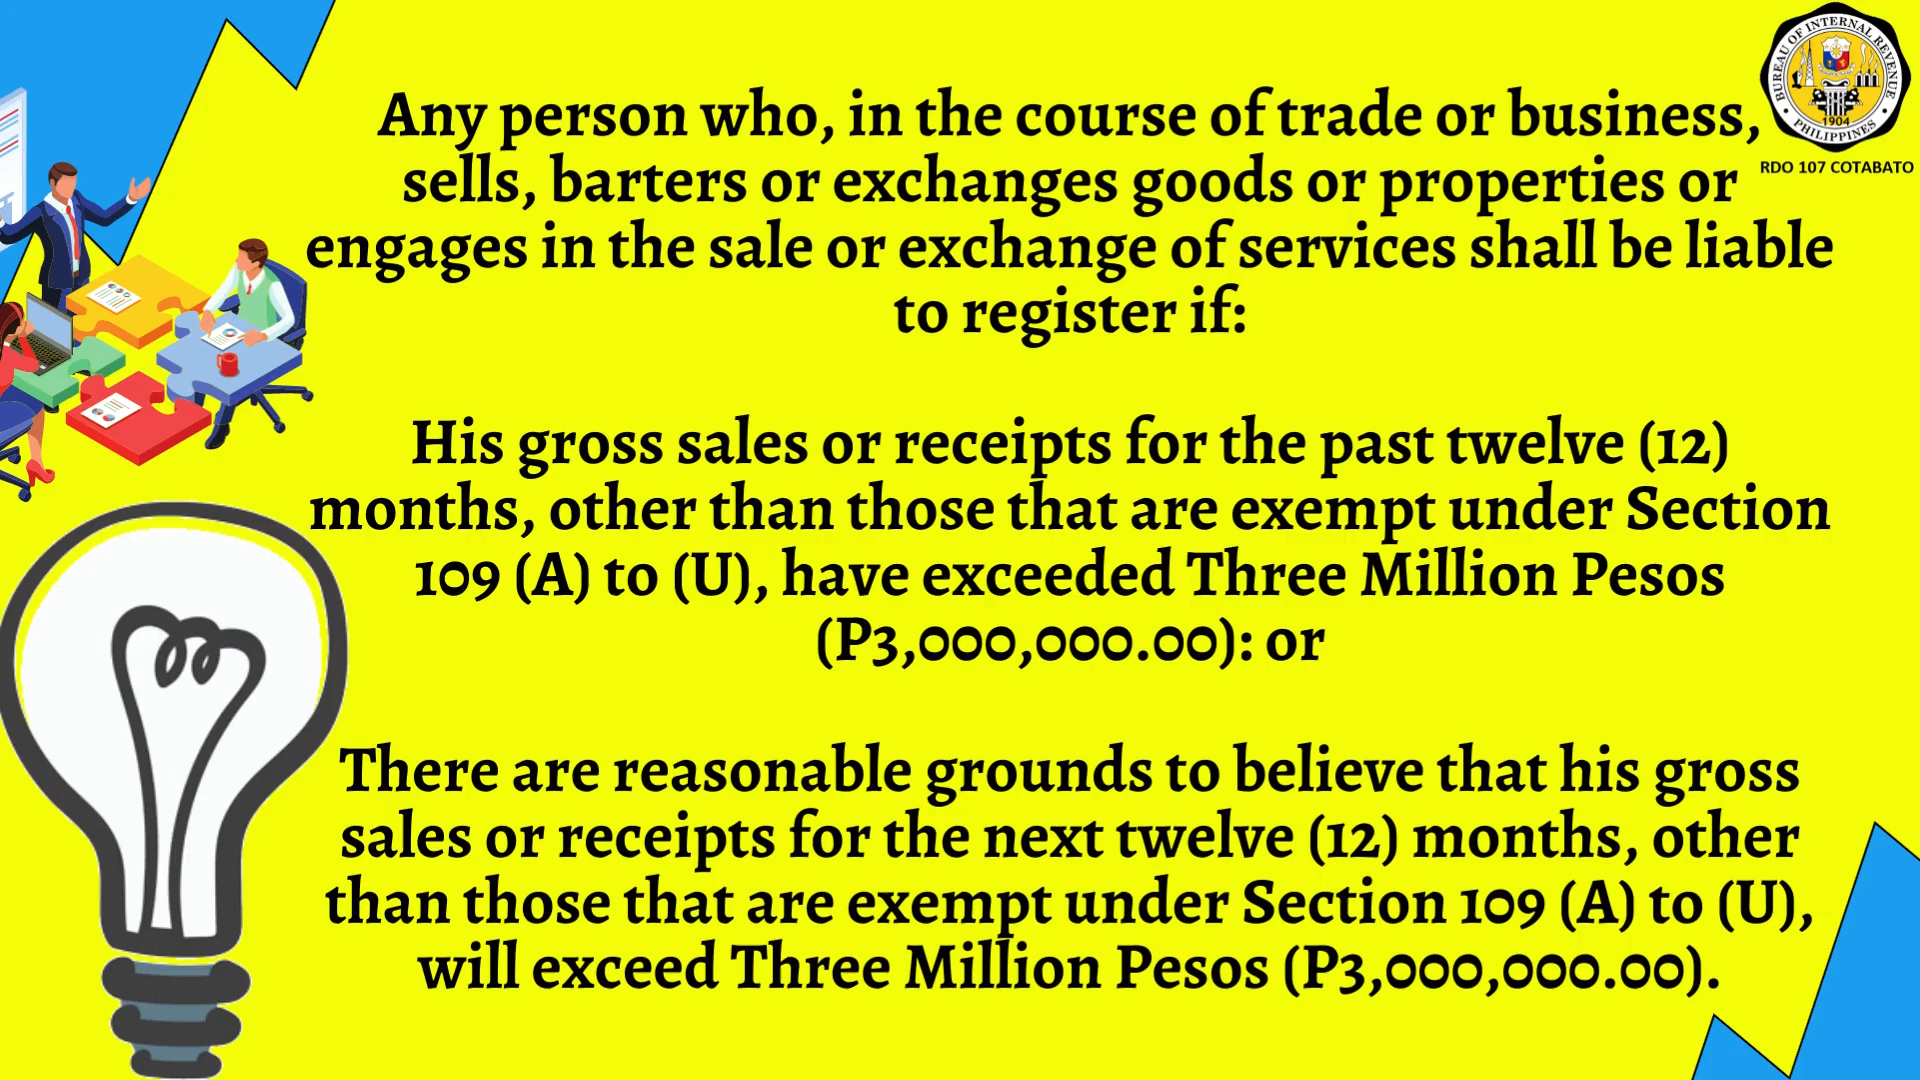 BUREAU OF INTERNAL REVENUE
1904
PHILIPPINES
RDO 107 COTABATO
Any person who, in the course of trade or business,
sells, barters or exchanges goods or properties or
engages in the sale or exchange of services shall be liable
to register if:
His gross sales or receipts for the past twelve (12)
months, other than those that are exempt under Section
109 (A) to (U), have exceeded Three Million Pesos
(P3,000,000.00): or
There are reasonable grounds to believe that his gross
sales or receipts for the next twelve (12) months, other
than those that are exempt under Section 109 (A) to (U),
will exceed Three Million Pesos (P3,000,000.00).